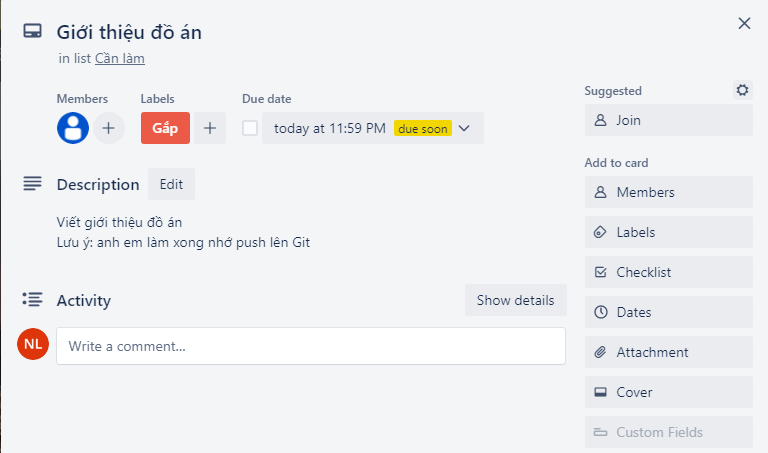 Giới thiệu đồ án
in list Cần làm
Members
Labels
Due date
Gấp
today at 11:59 PM due soon
Description Edit
Viết giới thiệu đồ án
Lưu ý: anh em làm xong nhớ push lên Git
Activity Show details
NL Write a comment...
Suggested
Join
Add to card
Members
Labels
Checklist
Dates
Attachment
Cover
Custom Fields